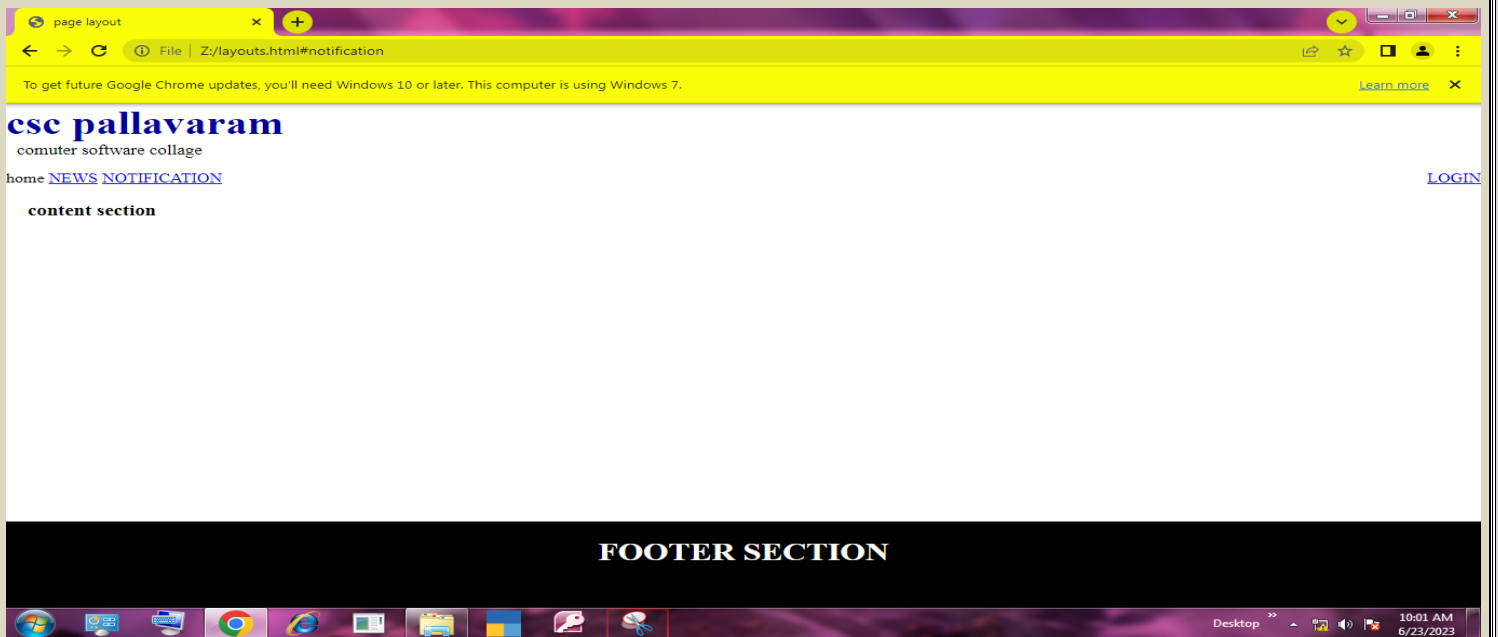 page layout
File | Z:/layouts.html#notification
To get future Google Chrome updates, you'll need Windows 10 or later. This computer is using Windows 7. Learn more
csc pallavaram
comuter software collage
home NEWS NOTIFICATION LOGIN
content section
FOOTER SECTION
Desktop
10:01 AM
6/23/2023